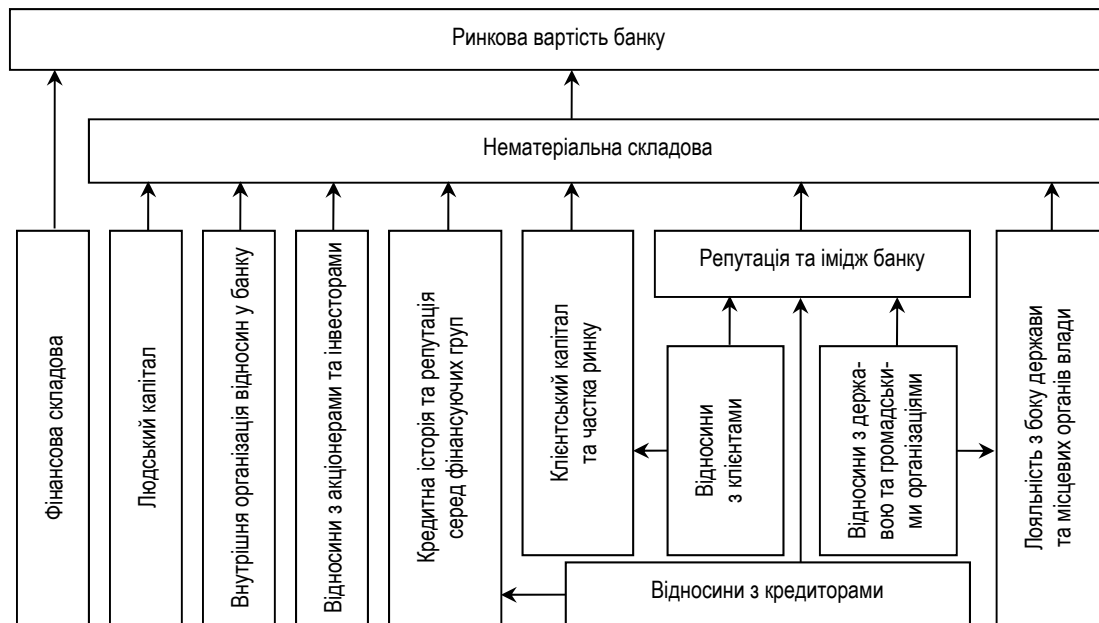 Ринкова вартість банку
Нематеріальна складова
Фінансова складова
Людський капітал
Внутрішня організація відносин у банку
Відносини з акціонерами та інвесторами
Кредитна історія та репутація
серед фінансуючих груп
Клієнтський капітал
та частка ринку
Репутація та імідж банку
Відносини
з клієнтами
Відносини з держа-
вою та громадськи-
ми організаціями
Лояльність з боку держави
та місцевих органів влади
Відносини з кредиторами